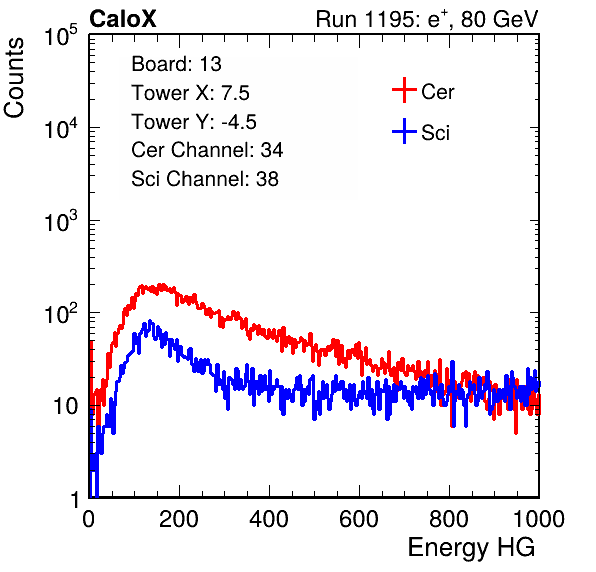 CaloX Run 1195: e⁺, 80 GeV
Counts
Board: 13
Tower X: 7.5
Tower Y: -4.5
Cer Channel: 34
Sci Channel: 38
Cer
Sci
10⁵
10⁴
10³
10²
10
1
0 200 400 600 800 1000
Energy HG